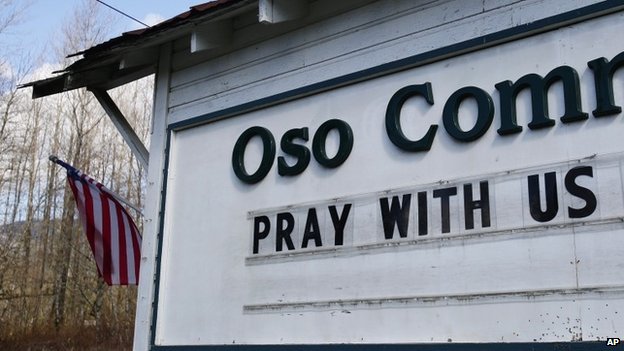 Oso Comm
PRAY WITH US
AP